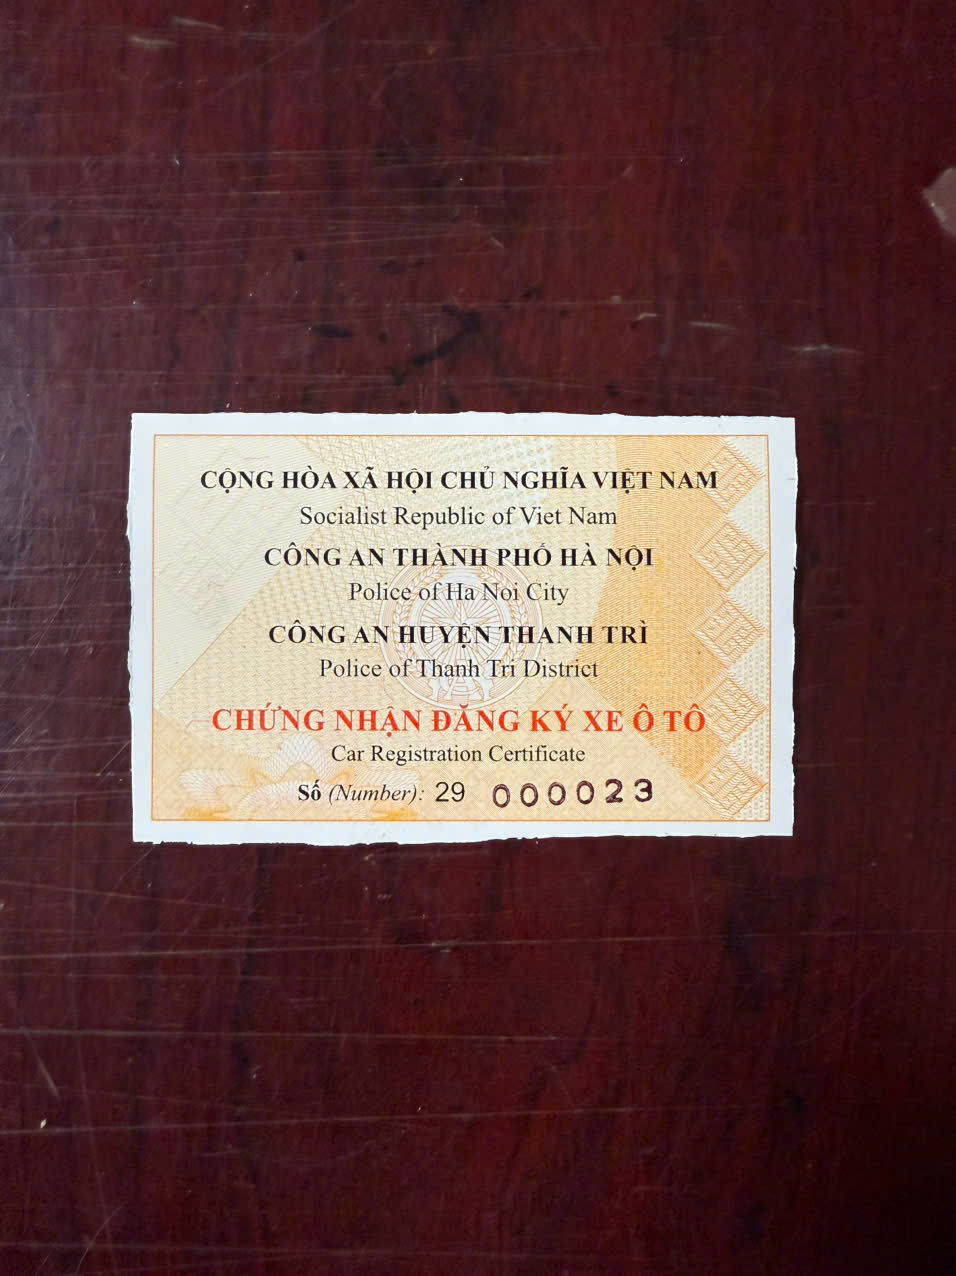 CỘNG HÒA XÃ HỘI CHỦ NGHĨA VIỆT NAM
Socialist Republic of Viet Nam
CÔNG AN THÀNH PHỐ HÀ NỘI
Police of Ha Noi City
CÔNG AN HUYỆN THANH TRÌ
Police of Thanh Tri District
CHỨNG NHẬN ĐĂNG KÝ XE Ô TÔ
Car Registration Certificate
Số (Number): 29 000023